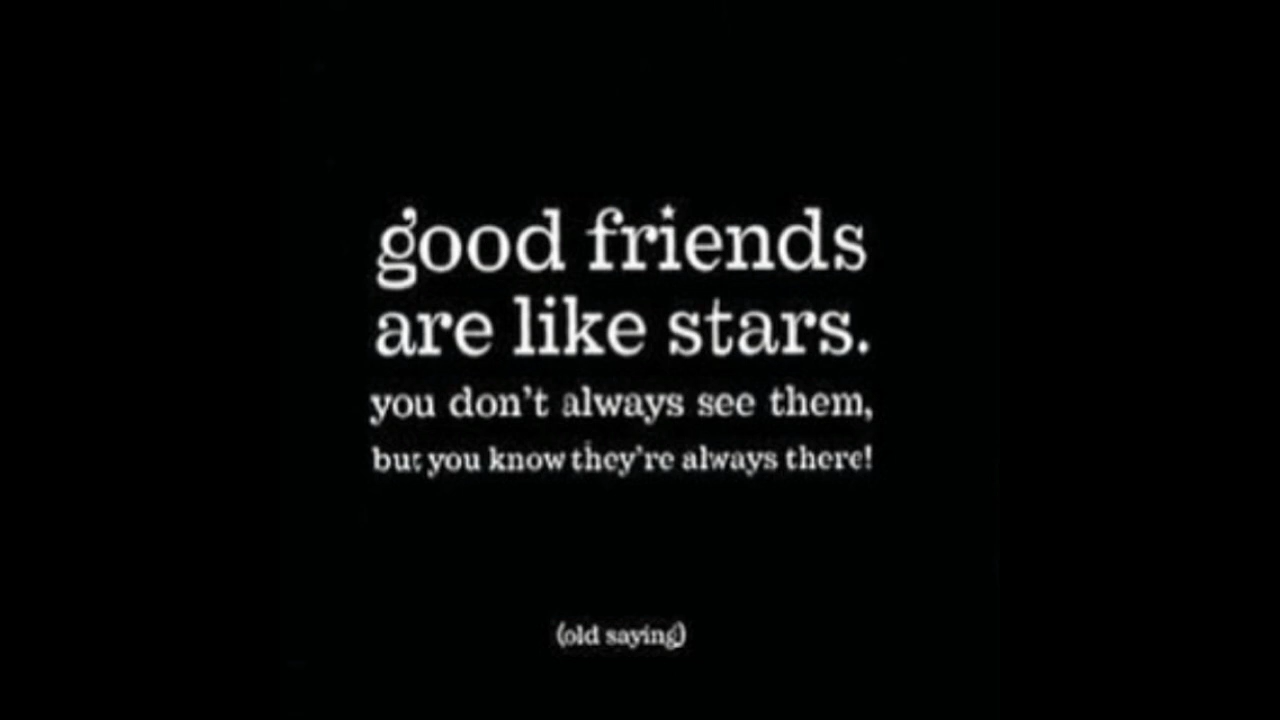 good friends
are like stars.
you don't always see them,
but you know they're always there!
(old saying)